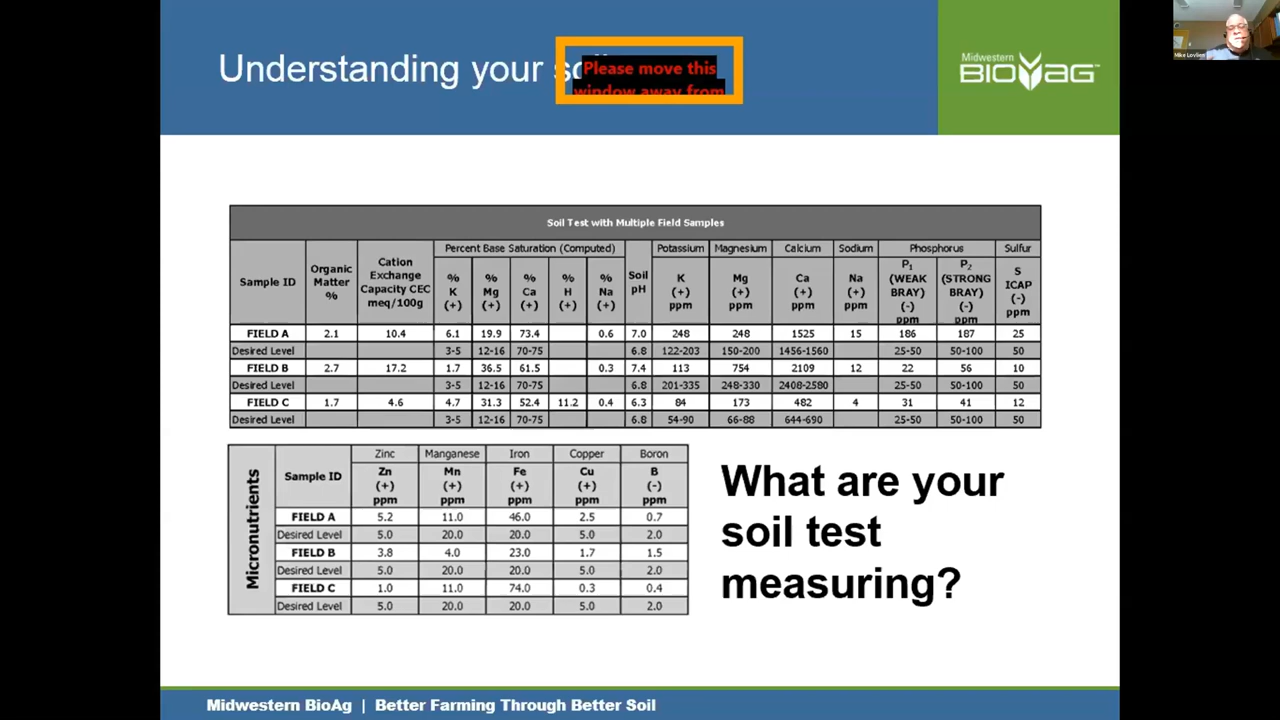 Understanding your
Please move this
window away from
Midwestern
BIOAG
Mike Lovlien
Soil Test with Multiple Field Samples
Sample ID Organic Matter % Cation Exchange Capacity CEC meq/100g Percent Base Saturation (Computed) % K (+) % Mg (+) % Ca (+) % H (+) % Na (+) Soil pH Potassium K (+) ppm Magnesium Mg (+) ppm Calcium Ca (+) ppm Sodium Na (+) ppm Phosphorus P1 (WEAK BRAY) (-) ppm P2 (STRONG BRAY) (-) ppm Sulfur S ICAP (-) ppm
FIELD A 2.1 10.4 6.1 19.9 73.4 0.6 7.0 248 248 1525 15 186 187 25
Desired Level 3-5 12-16 70-75 6.8 122-203 150-200 1456-1560 25-50 50-100 50
FIELD B 2.7 17.2 1.7 36.5 61.5 0.3 7.4 113 754 2109 12 22 56 10
Desired Level 3-5 12-16 70-75 6.8 201-335 248-330 2408-2580 25-50 50-100 50
FIELD C 1.7 4.6 4.7 31.3 52.4 11.2 0.4 6.3 84 173 482 4 31 41 12
Desired Level 3-5 12-16 70-75 6.8 54-90 66-88 644-690 25-50 50-100 50
Micronutrients
Sample ID Zinc Zn (+) ppm Manganese Mn (+) ppm Iron Fe (+) ppm Copper Cu (+) ppm Boron B (-) ppm
FIELD A 5.2 11.0 46.0 2.5 0.7
Desired Level 5.0 20.0 20.0 5.0 2.0
FIELD B 3.8 4.0 23.0 1.7 1.5
Desired Level 5.0 20.0 20.0 5.0 2.0
FIELD C 1.0 11.0 74.0 0.3 0.4
Desired Level 5.0 20.0 20.0 5.0 2.0
What are your
soil test
measuring?
Midwestern BioAg | Better Farming Through Better Soil